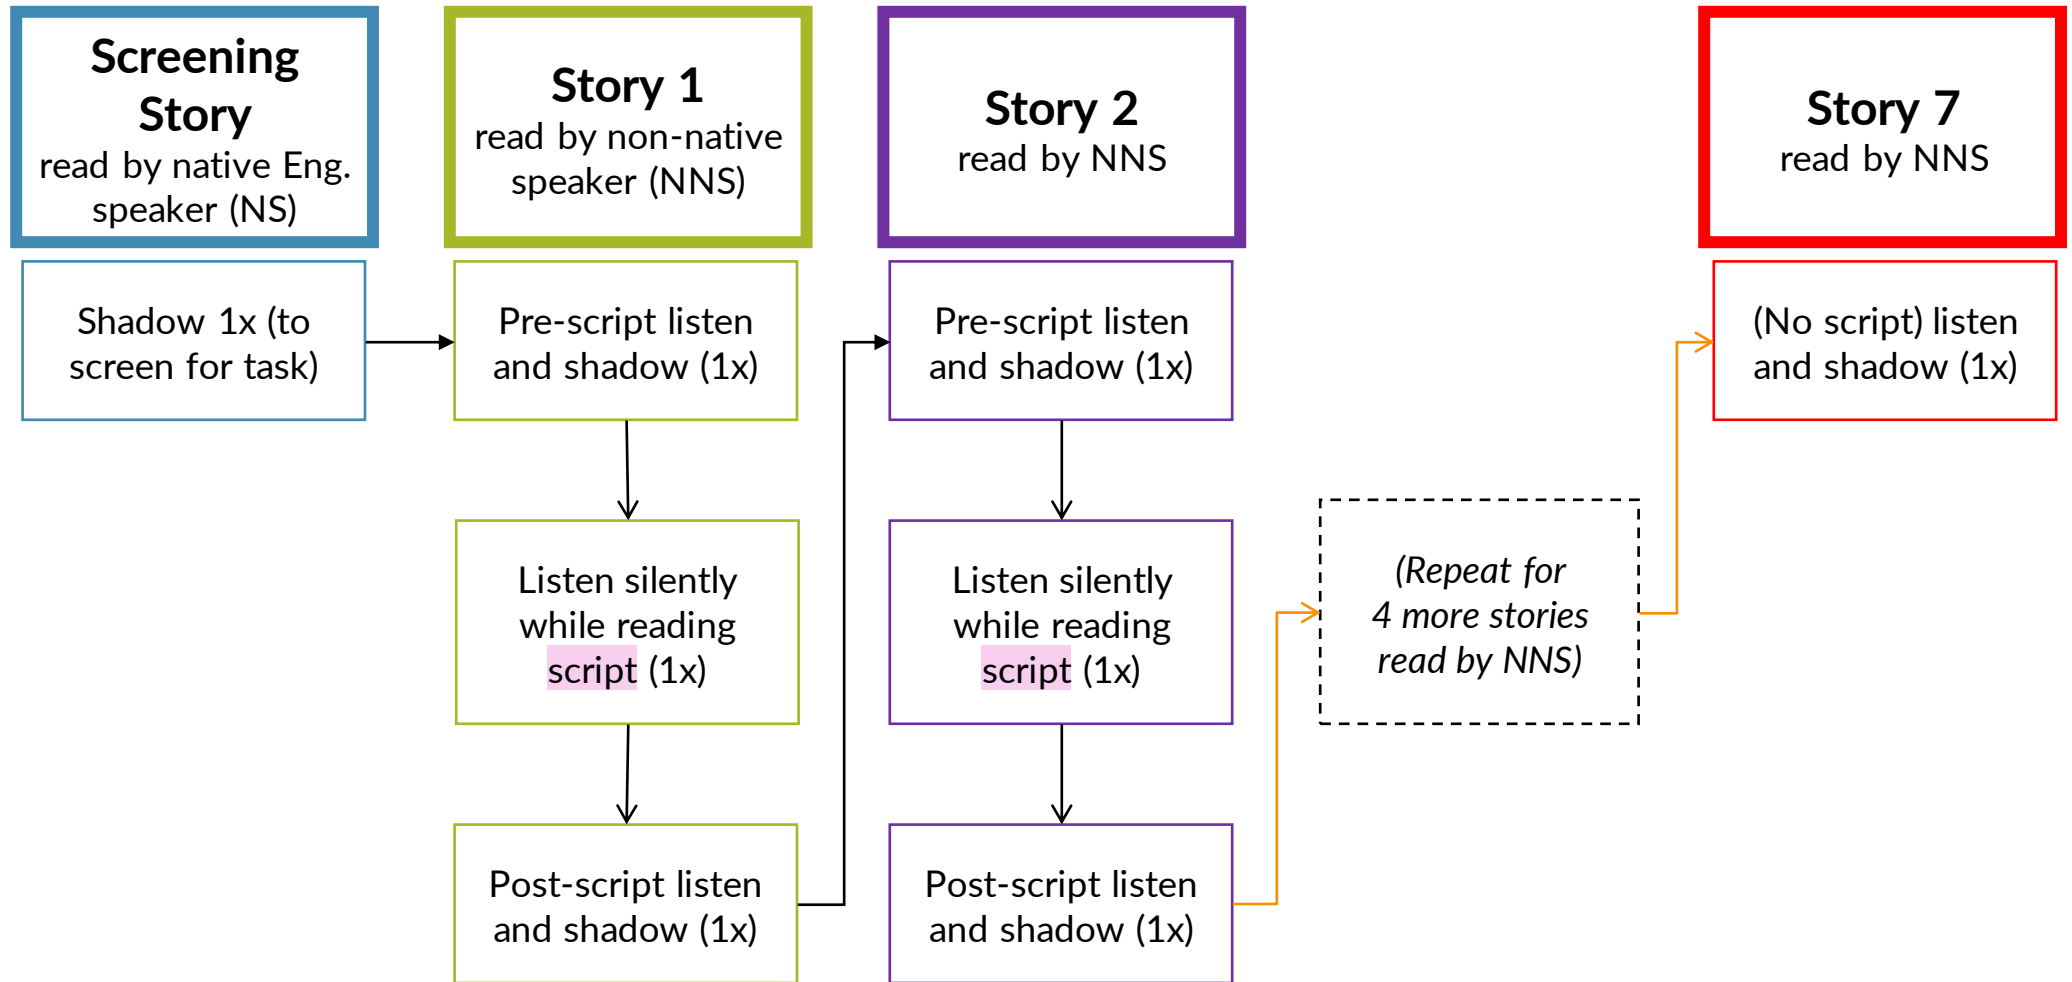 Screening
Story
read by native Eng.
speaker (NS)
Shadow 1x (to
screen for task)
Story 1
read by non-native
speaker (NNS)
Pre-script listen
and shadow (1x)
Listen silently
while reading
script (1x)
Post-script listen
and shadow (1x)
Story 2
read by NNS
Pre-script listen
and shadow (1x)
Listen silently
while reading
script (1x)
Post-script listen
and shadow (1x)
(Repeat for
4 more stories
read by NNS)
Story 7
read by NNS
(No script) listen
and shadow (1x)